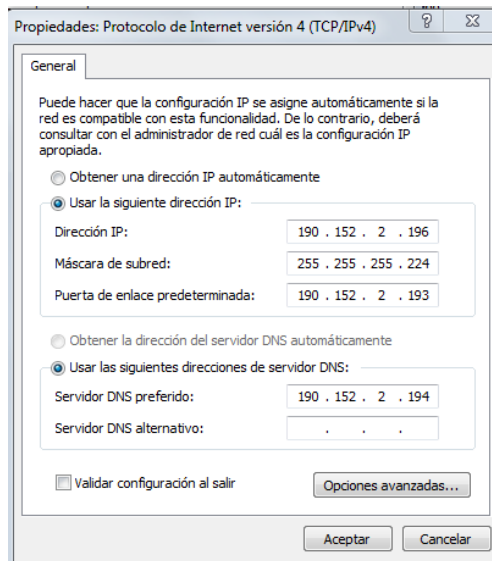 Propiedades: Protocolo de Internet versión 4 (TCP/IPv4)
General
Puede hacer que la configuración IP se asigne automáticamente si la
red es compatible con esta funcionalidad. De lo contrario, deberá
consultar con el administrador de red cuál es la configuración IP
apropiada.
Obtener una dirección IP automáticamente
Usar la siguiente dirección IP:
Dirección IP: 190 . 152 . 2 . 196
Máscara de subred: 255 . 255 . 255 . 224
Puerta de enlace predeterminada: 190 . 152 . 2 . 193
Obtener la dirección del servidor DNS automáticamente
Usar las siguientes direcciones de servidor DNS:
Servidor DNS preferido: 190 . 152 . 2 . 194
Servidor DNS alternativo: . . .
Validar configuración al salir
Opciones avanzadas...
Aceptar Cancelar